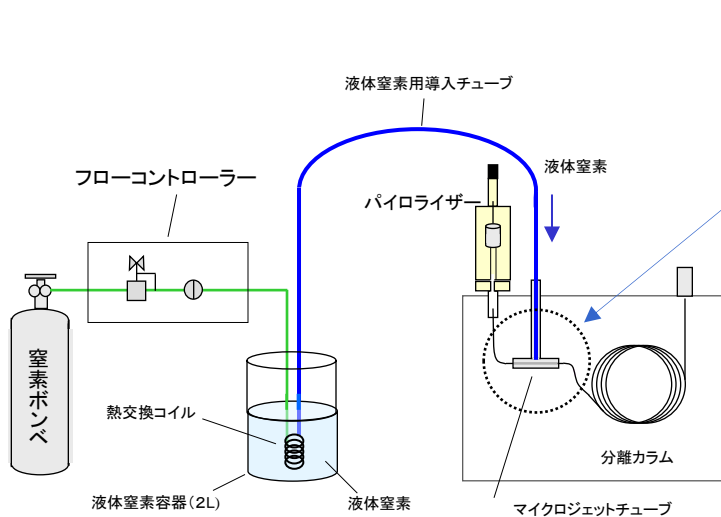 液体窒素用導入チューブ
液体窒素
フローコントローラー
パイロライザー
窒素ボンベ
熱交換コイル
分離カラム
液体窒素容器(2L)
液体窒素
マイクロジェットチューブ